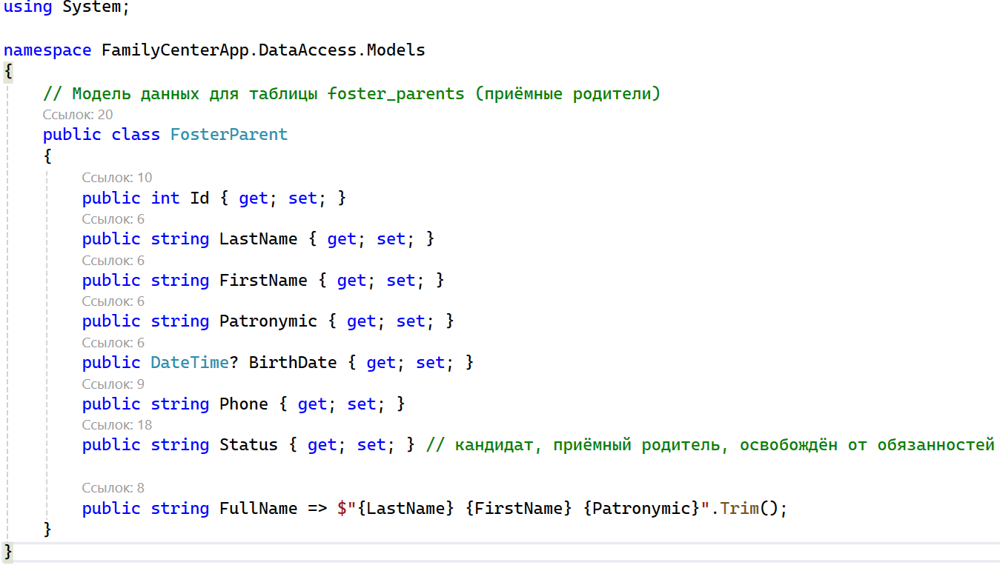 using System;
namespace FamilyCenterApp.DataAccess.Models
{
// Модель данных для таблицы foster_parents (приёмные родители)
Ссылок: 20
public class FosterParent
{
Ссылок: 10
public int Id { get; set; }
Ссылок: 6
public string LastName { get; set; }
Ссылок: 6
public string FirstName { get; set; }
Ссылок: 6
public string Patronymic { get; set; }
Ссылок: 6
public DateTime? BirthDate { get; set; }
Ссылок: 9
public string Phone { get; set; }
Ссылок: 18
public string Status { get; set; } // кандидат, приёмный родитель, освобождён от обязанностей
Ссылок: 8
public string FullName => $"{LastName} {FirstName} {Patronymic}".Trim();
}
}